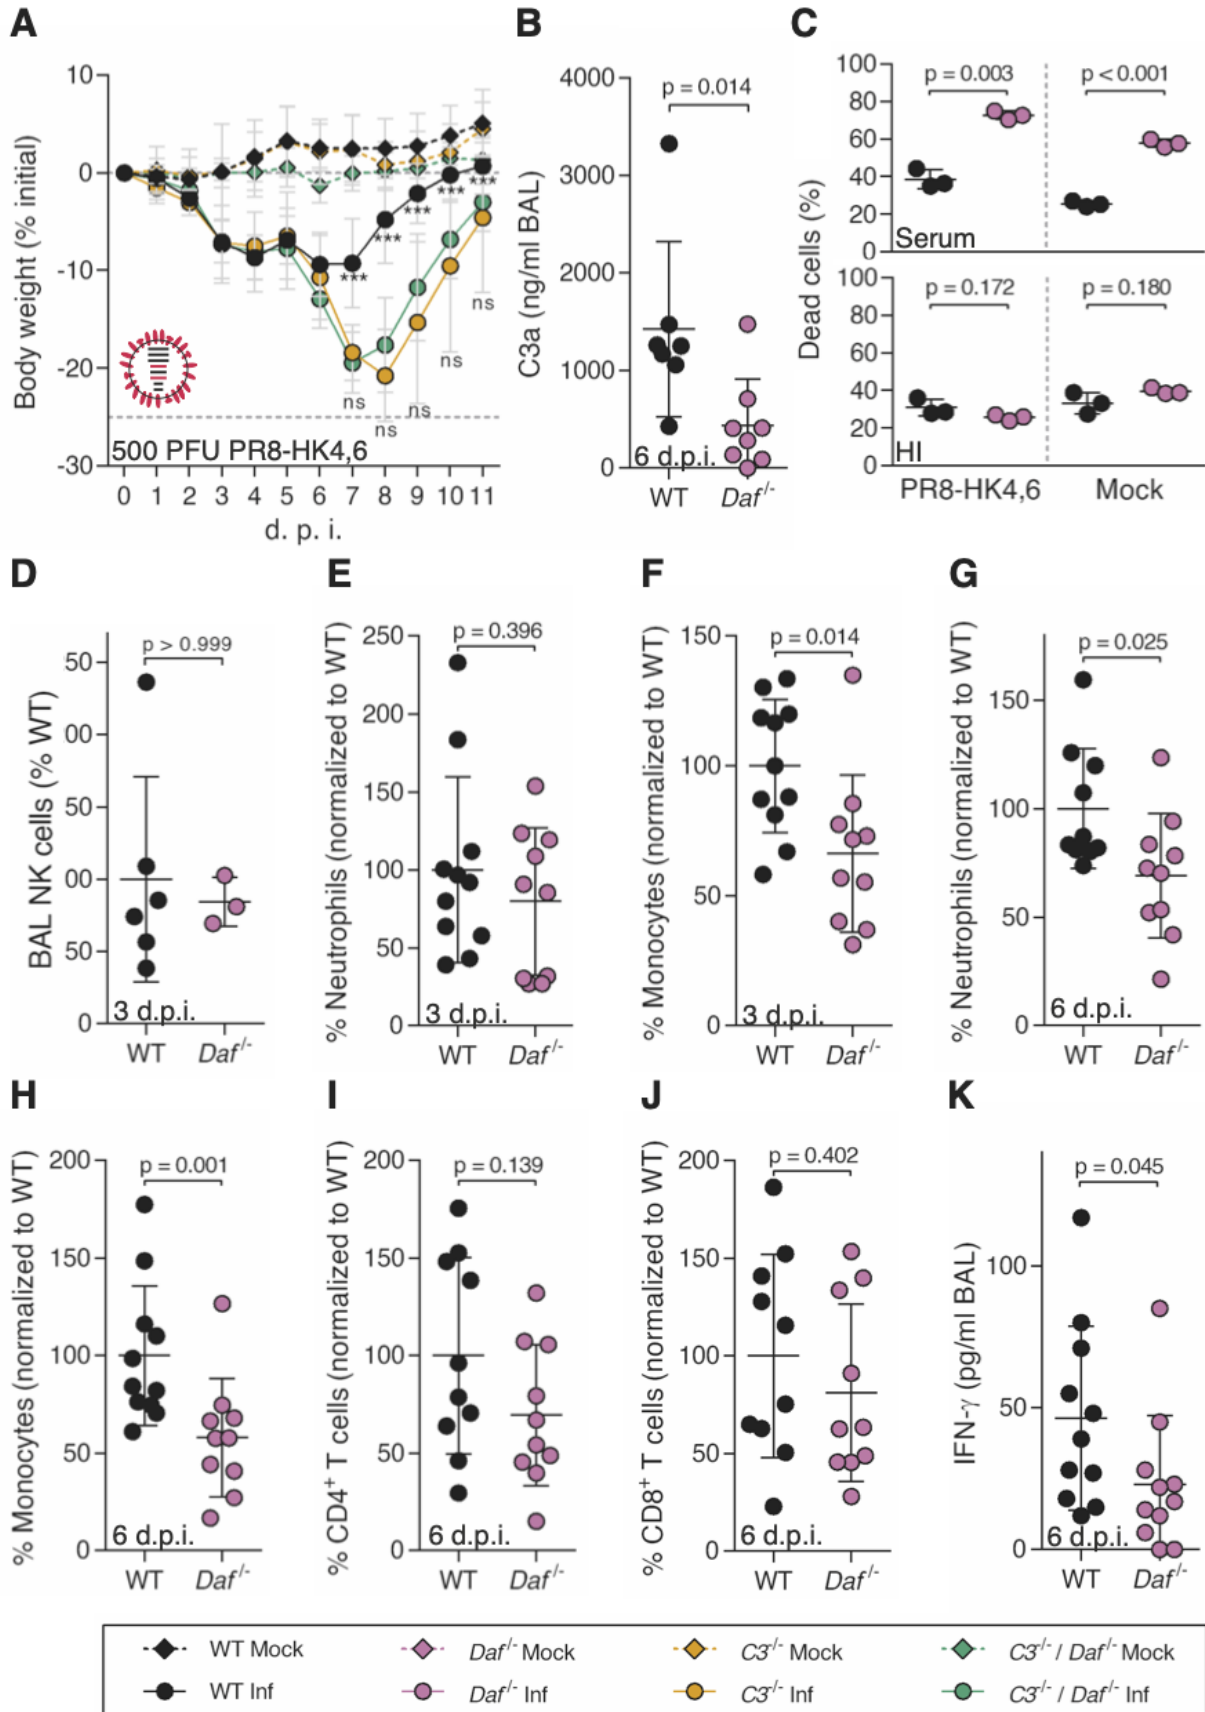 A
Body weight (% initial)
10
0
-10
-20
-30
***
***
***
***
***
ns
ns
ns
ns
ns
500 PFU PR8-HK4,6
0 1 2 3 4 5 6 7 8 9 10 11
d. p. i.
B
C3a (ng/ml BAL)
4000
3000
2000
1000
0
p = 0.014
6 d.p.i.
WT Daf-/-
C
Dead cells (%)
100
80
60
40
20
0
p = 0.003 p < 0.001
Serum
100
80
60
40
20
0
p = 0.172 p = 0.180
HI
PR8-HK4,6 Mock
D
BAL NK cells (% WT)
50
00
50
00
50
0
p > 0.999
3 d.p.i.
WT Daf-/-
E
% Neutrophils (normalized to WT)
250
200
150
100
50
0
p = 0.396
3 d.p.i.
WT Daf-/-
F
% Monocytes (normalized to WT)
150
100
50
0
p = 0.014
3 d.p.i.
WT Daf-/-
G
% Neutrophils (normalized to WT)
150
100
50
0
p = 0.025
6 d.p.i.
WT Daf-/-
H
% Monocytes (normalized to WT)
200
150
100
50
0
p = 0.001
6 d.p.i.
WT Daf-/-
I
% CD4+ T cells (normalized to WT)
200
150
100
50
0
p = 0.139
6 d.p.i.
WT Daf-/-
J
% CD8+ T cells (normalized to WT)
200
150
100
50
0
p = 0.402
6 d.p.i.
WT Daf-/-
K
IFN-γ (pg/ml BAL)
100
50
0
p = 0.045
6 d.p.i.
WT Daf-/-
WT Mock Daf-/- Mock C3-/- Mock C3-/- / Daf-/- Mock
WT Inf Daf-/- Inf C3-/- Inf C3-/- / Daf-/- Inf